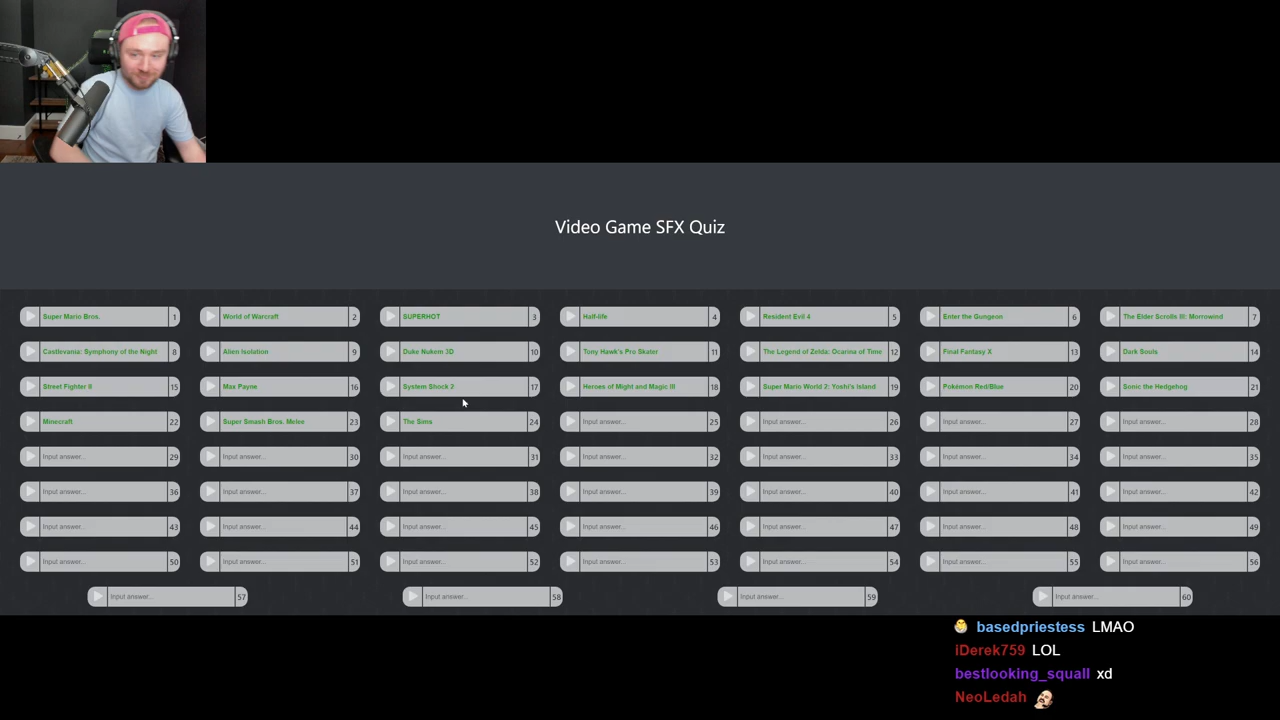 Video Game SFX Quiz
Super Mario Bros. 1 World of Warcraft 2 SUPERHOT 3 Half-life 4 Resident Evil 4 5 Enter the Gungeon 6 The Elder Scrolls III: Morrowind 7
Castlevania: Symphony of the Night 8 Alien Isolation 9 Duke Nukem 3D 10 Tony Hawk's Pro Skater 11 The Legend of Zelda: Ocarina of Time 12 Final Fantasy X 13 Dark Souls 14
Street Fighter II 15 Max Payne 16 System Shock 2 17 Heroes of Might and Magic III 18 Super Mario World 2: Yoshi's Island 19 Pokémon Red/Blue 20 Sonic the Hedgehog 21
Minecraft 22 Super Smash Bros. Melee 23 The Sims 24 Input answer... 25 Input answer... 26 Input answer... 27 Input answer... 28
Input answer... 29 Input answer... 30 Input answer... 31 Input answer... 32 Input answer... 33 Input answer... 34 Input answer... 35
Input answer... 36 Input answer... 37 Input answer... 38 Input answer... 39 Input answer... 40 Input answer... 41 Input answer... 42
Input answer... 43 Input answer... 44 Input answer... 45 Input answer... 46 Input answer... 47 Input answer... 48 Input answer... 49
Input answer... 50 Input answer... 51 Input answer... 52 Input answer... 53 Input answer... 54 Input answer... 55 Input answer... 56
Input answer... 57 Input answer... 58 Input answer... 59 Input answer... 60
basedpriestess LMAO
iDerek759 LOL
bestlooking_squall xd
NeoLedah